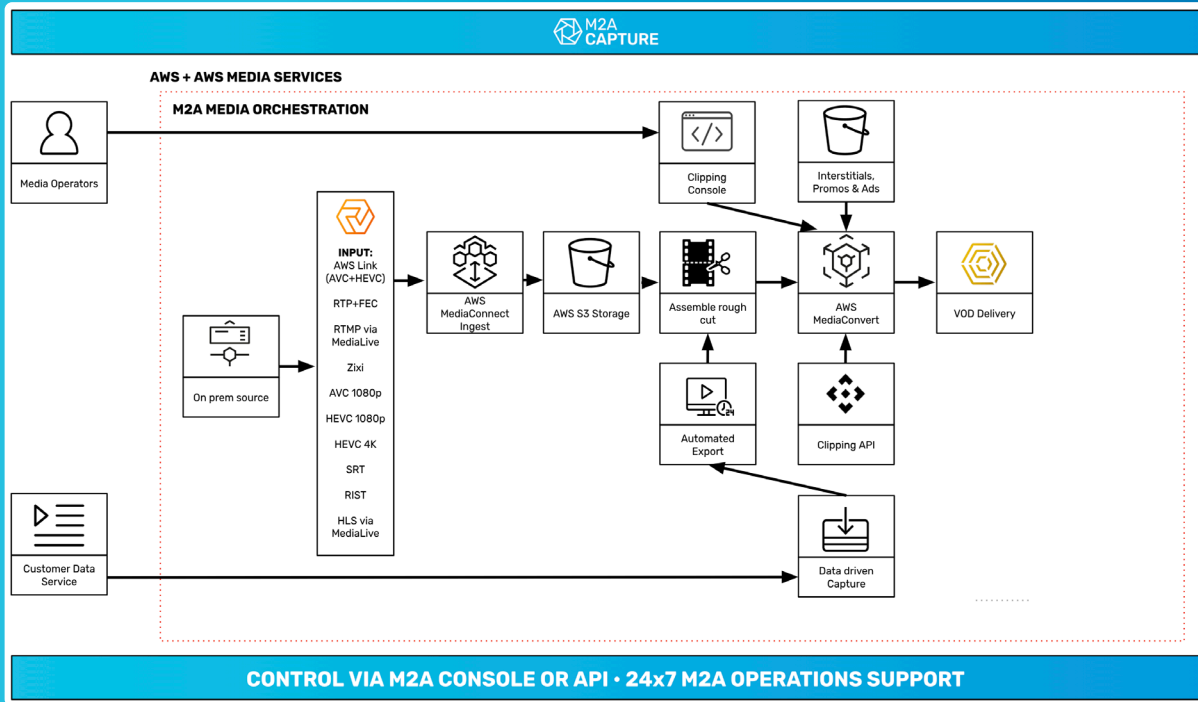 M2A
CAPTURE
AWS + AWS MEDIA SERVICES
M2A MEDIA ORCHESTRATION
Media Operators
Clipping
Console
Interstitials,
Promos & Ads
INPUT:
AWS Link
(AVC+HEVC)
RTP+FEC
RTMP via
MediaLive
Zixi
AVC 1080p
HEVC 1080p
HEVC 4K
SRT
RIST
HLS via
MediaLive
AWS
MediaConnect
Ingest
AWS S3 Storage
Assemble rough
cut
AWS
MediaConvert
VOD Delivery
On prem source
24
Automated
Export
Clipping API
Customer Data
Service
Data driven
Capture
CONTROL VIA M2A CONSOLE OR API • 24x7 M2A OPERATIONS SUPPORT